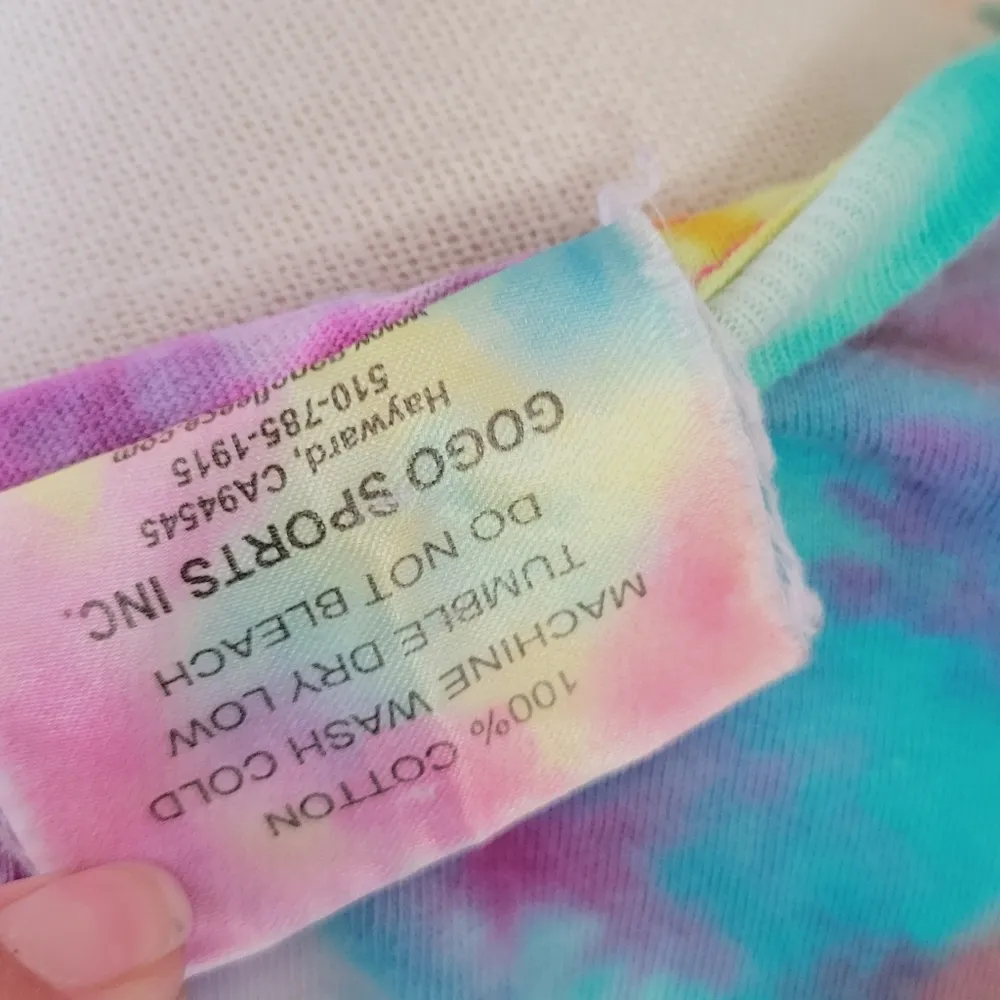 100% COTTON
MACHINE WASH COLD
TUMBLE DRY LOW
DO NOT BLEACH
GOGO SPORTS INC.
Hayward, CA94545
510-785-1915